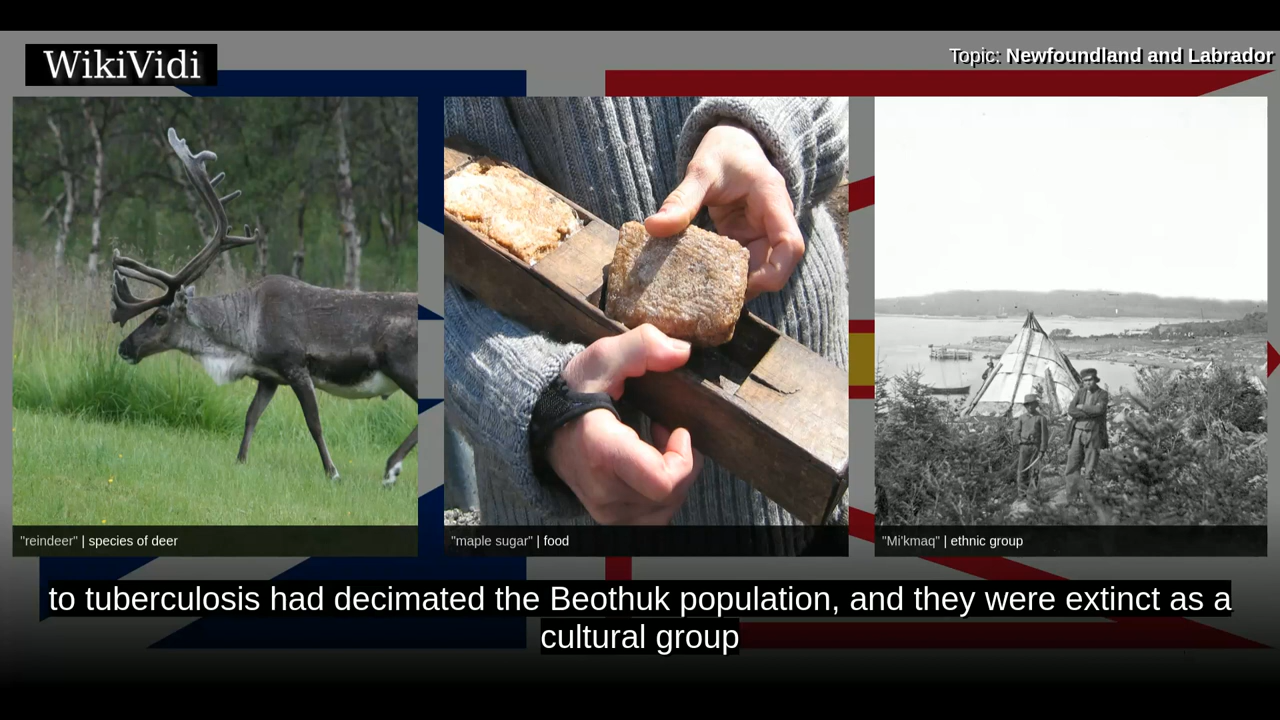 WikiVidi
Topic: Newfoundland and Labrador
"reindeer" | species of deer
"maple sugar" | food
"Mi'kmaq" | ethnic group
to tuberculosis had decimated the Beothuk population, and they were extinct as a
cultural group